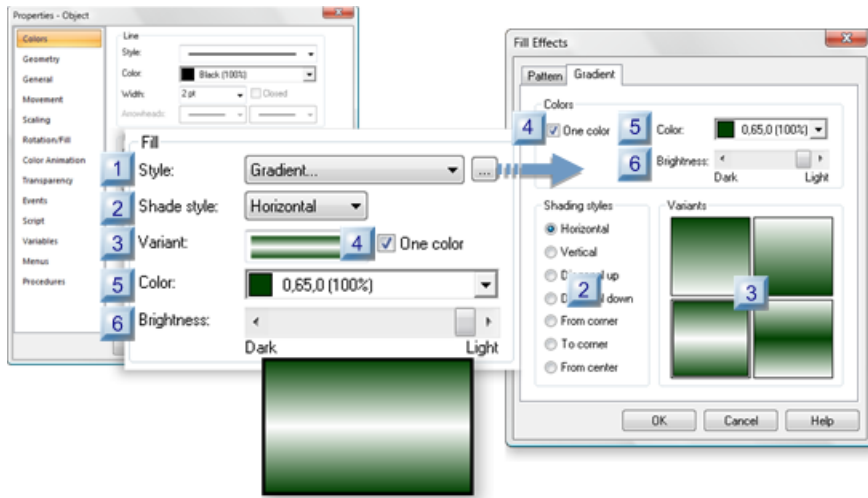 Properties - Object
Colors
Geometry
General
Movement
Scaling
Rotation/Fill
Color Animation
Transparency
Events
Script
Variables
Menus
Procedures
Line
Style:
Color: Black (100%)
Width: 2 pt Closed
Arrowheads:
Fill
1 Style: Gradient... ...
2 Shade style: Horizontal
3 Variant: 4 One color
5 Color: 0,65,0 (100%)
6 Brightness:
Dark Light
Fill Effects
Pattern Gradient
Colors
4 One color 5 Color: 0,65,0 (100%)
6 Brightness:
Dark Light
Shading styles
Horizontal
Vertical
up
2
down
From corner
To corner
From center
Variants
3
OK Cancel Help